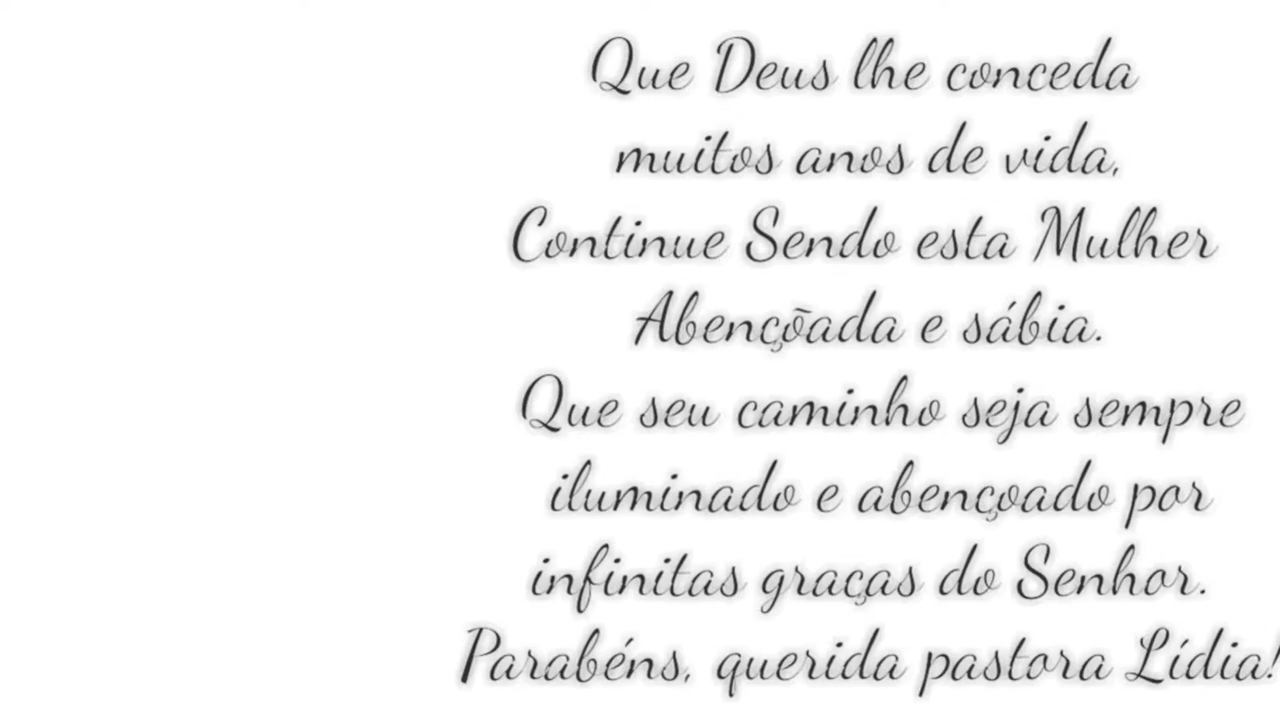 Que Deus lhe conceda
muitos anos de vida,
Continue Sendo esta Mulher
Abençõada e sábia.
Que seu caminho seja sempre
iluminado e abençoado por
infinitas graças do Senhor.
Parabéns, querida pastora Lídia!